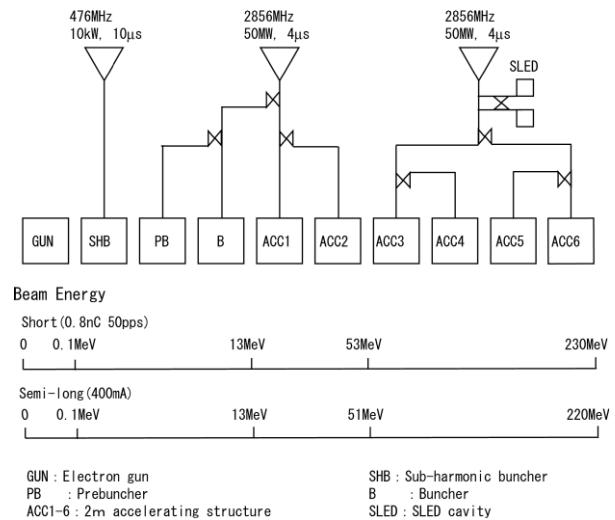 476MHz 2856MHz 2856MHz
10kW, 10μs 50MW, 4μs 50MW, 4μs
SLED
GUN SHB PB B ACC1 ACC2 ACC3 ACC4 ACC5 ACC6
Beam Energy
Short(0.8nC 50pps)
0 0.1MeV 13MeV 53MeV 230MeV
Semi-long(400mA)
0 0.1MeV 13MeV 51MeV 220MeV
GUN : Electron gun SHB : Sub-harmonic buncher
PB : Prebuncher B : Buncher
ACC1-6 : 2m accelerating structure SLED : SLED cavity